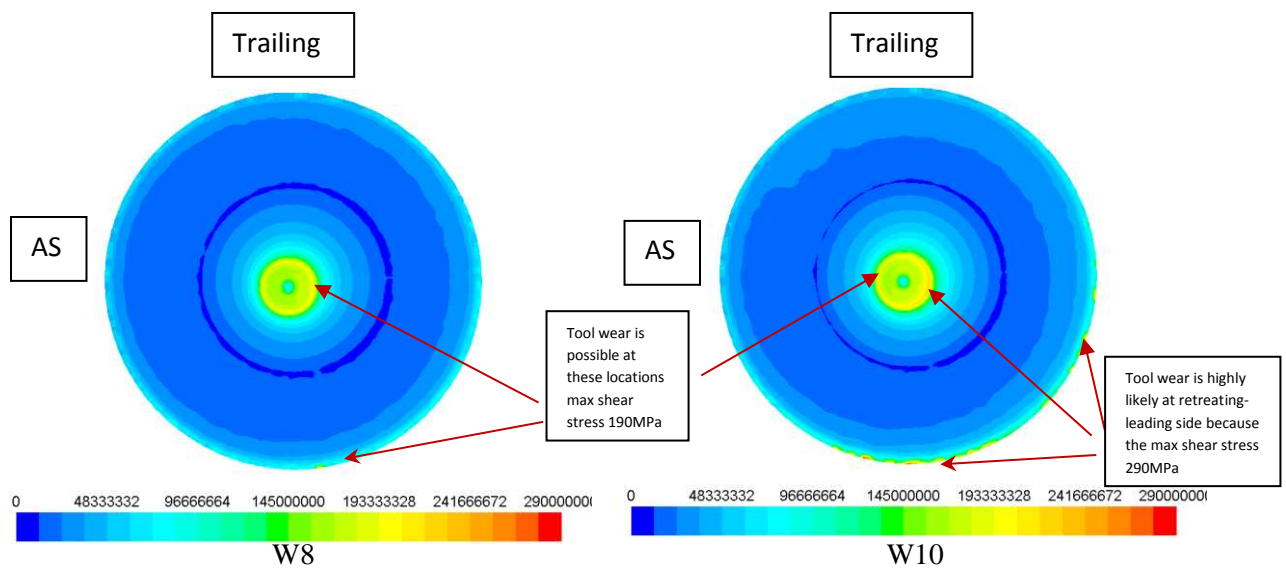 Trailing
Trailing
AS
AS
Tool wear is
possible at
these locations
max shear
stress 190MPa
Tool wear is highly
likely at retreating-
leading side because
the max shear stress
290MPa
0 48333332 96666664 145000000 193333328 241666672 290000000
0 48333332 96666664 145000000 193333328 241666672 290000000
W8
W10